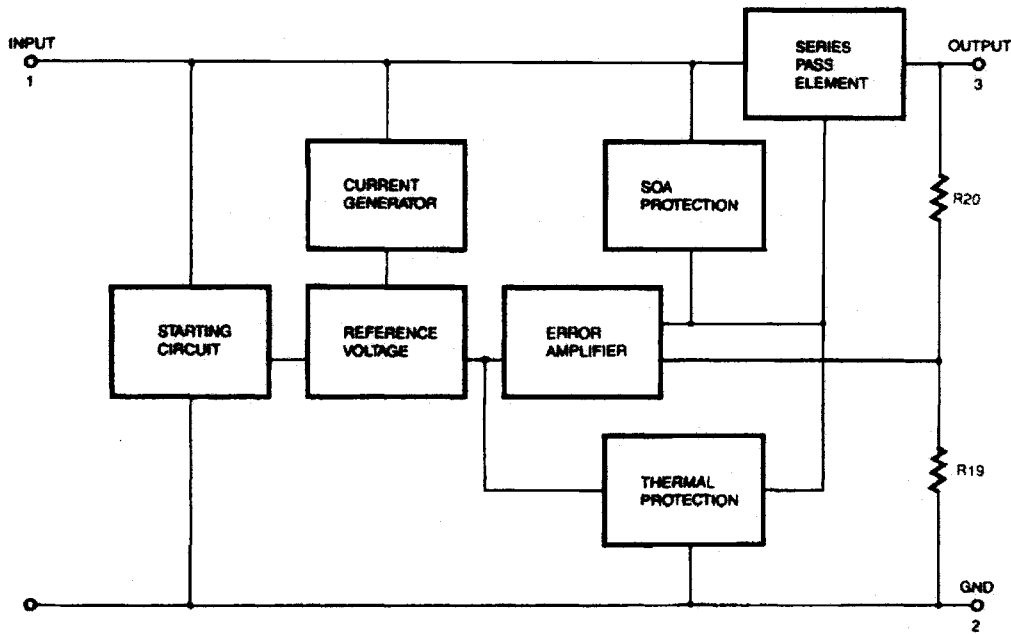 INPUT
1
SERIES
PASS
ELEMENT
OUTPUT
3
CURRENT
GENERATOR
SOA
PROTECTION
R20
STARTING
CIRCUIT
REFERENCE
VOLTAGE
ERROR
AMPLIFIER
THERMAL
PROTECTION
R19
GND
2